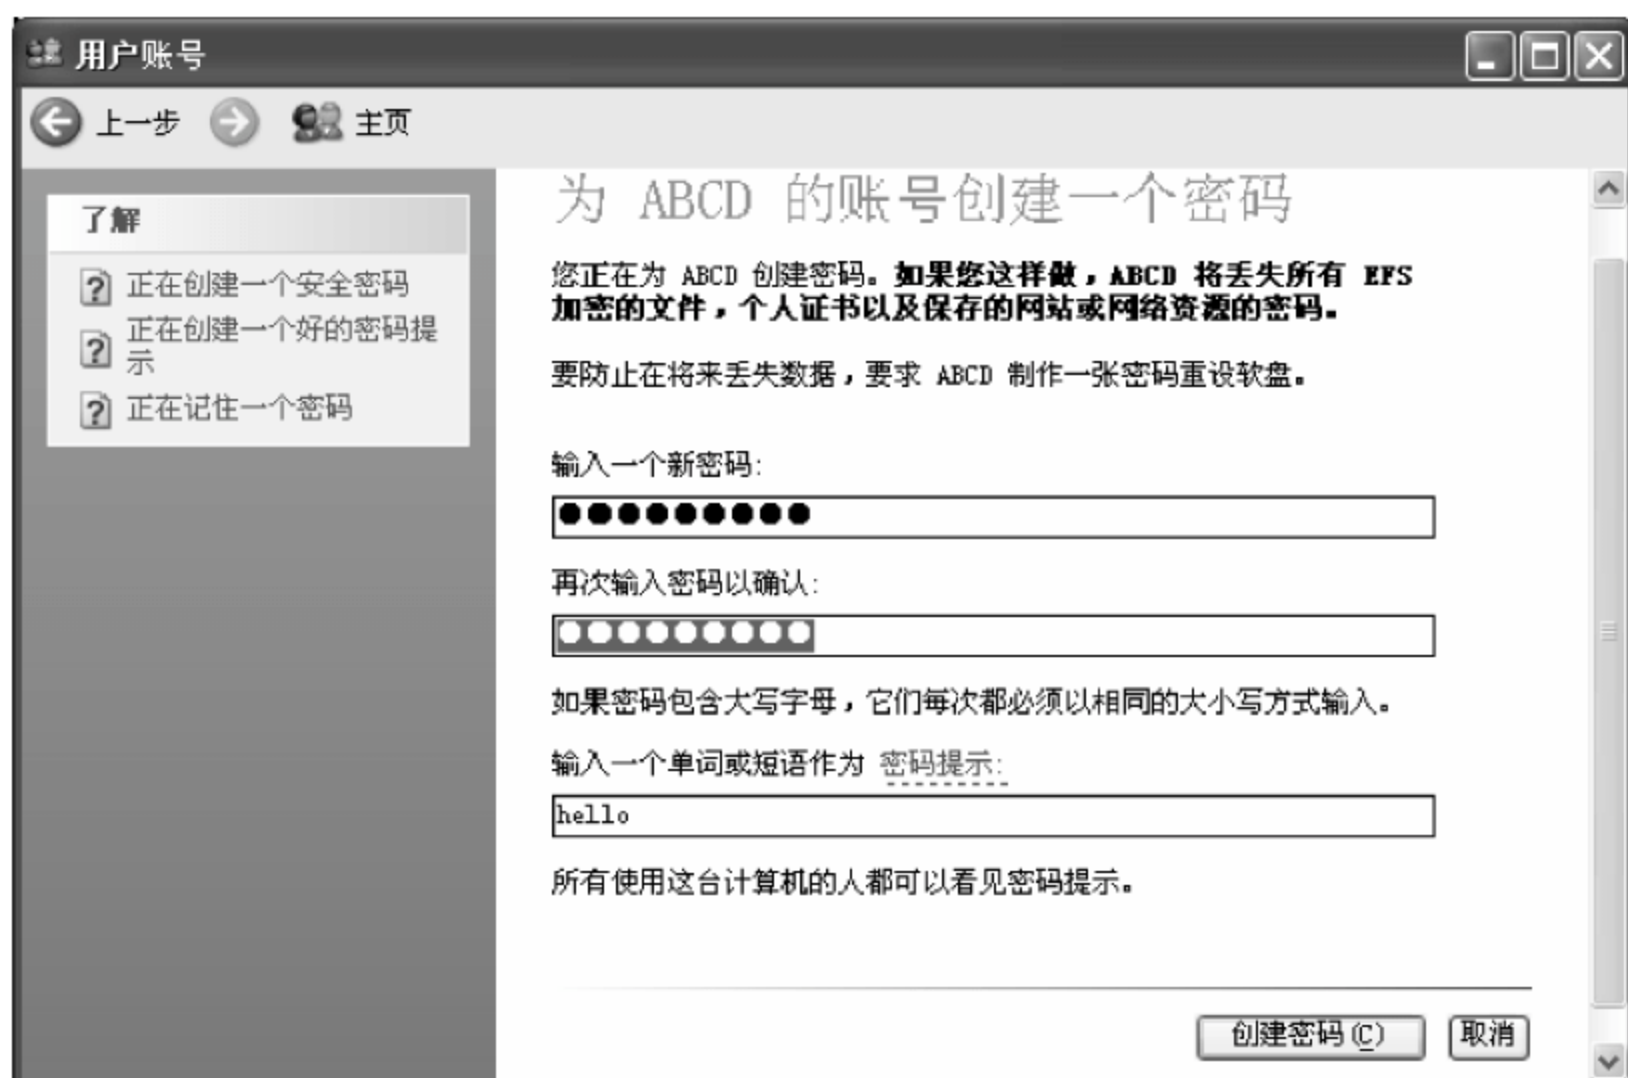 用户账号
上一步 主页
了解
正在创建一个安全密码
正在创建一个好的密码提
示
正在记住一个密码
为 ABCD 的账号创建一个密码
您正在为 ABCD 创建密码。如果您这样做，ABCD 将丢失所有 EFS
加密的文件，个人证书以及保存的网站或网络资源的密码。
要防止在将来丢失数据，要求 ABCD 制作一张密码重设软盘。
输入一个新密码:
再次输入密码以确认:
如果密码包含大写字母，它们每次都必须以相同的大小写方式输入。
输入一个单词或短语作为 密码提示:
hello
所有使用这台计算机的人都可以看见密码提示。
创建密码(C) 取消